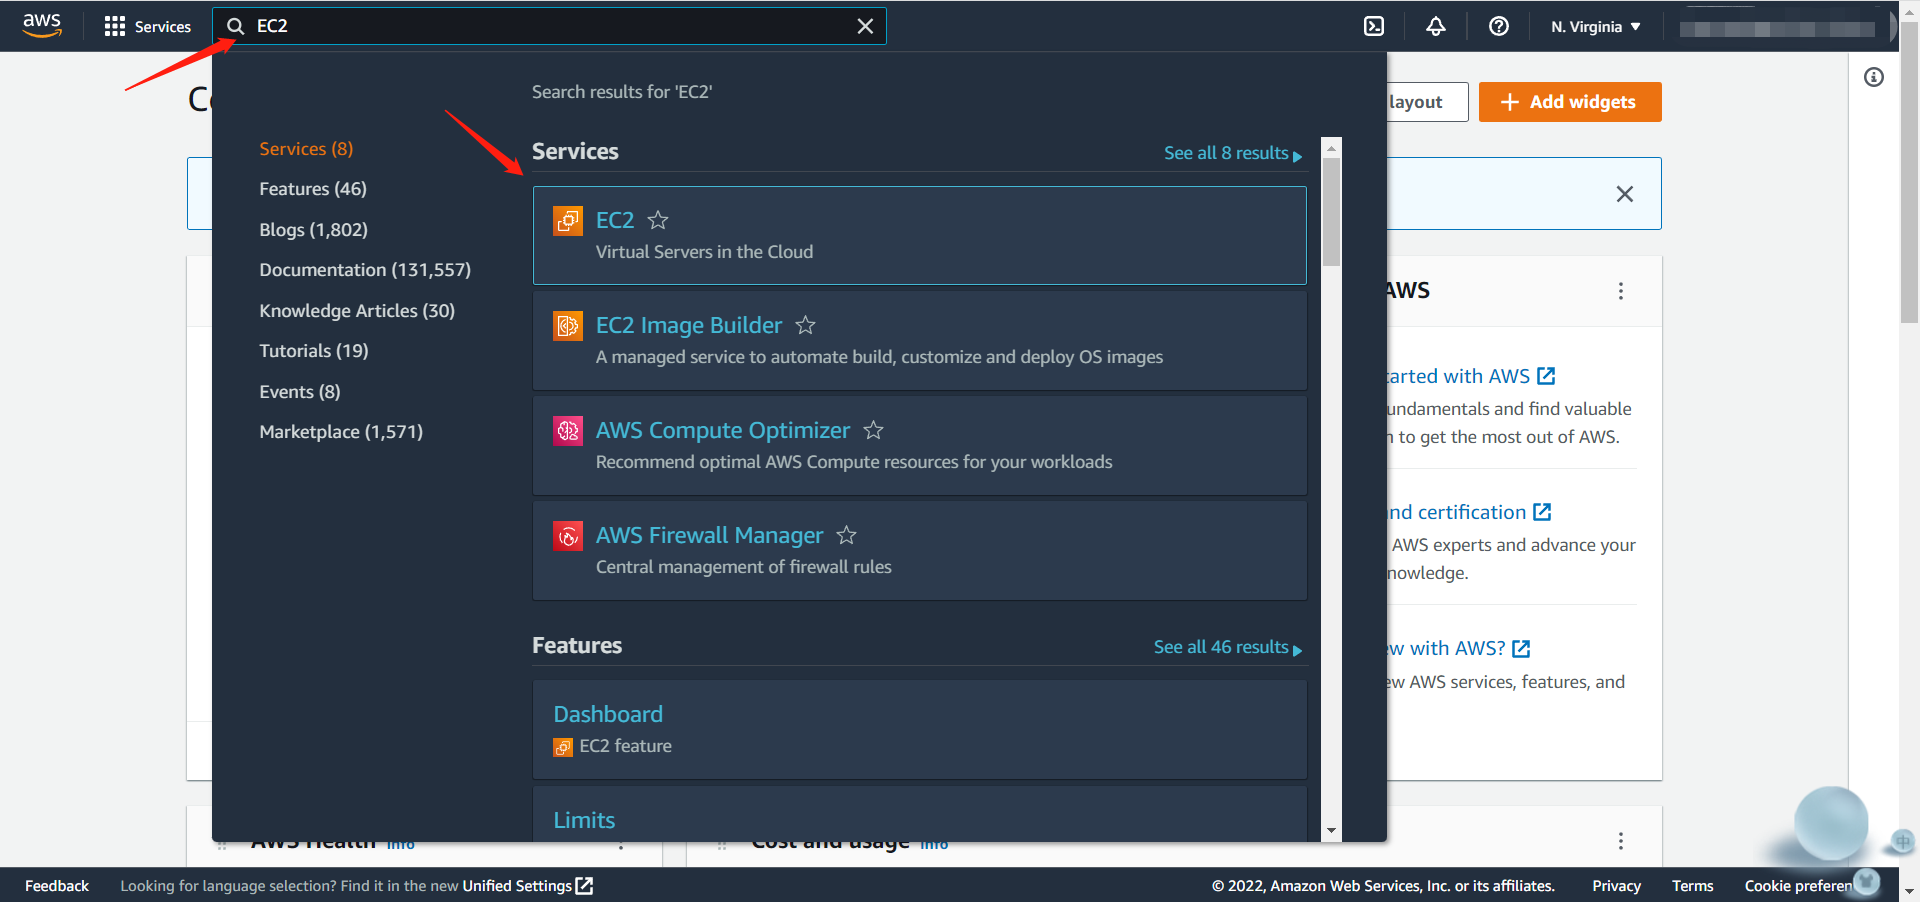 aws
Services
EC2
N. Virginia
layout
Add widgets
Search results for 'EC2'
Services (8)
Features (46)
Blogs (1,802)
Documentation (131,557)
Knowledge Articles (30)
Tutorials (19)
Events (8)
Marketplace (1,571)
Services
See all 8 results
EC2
Virtual Servers in the Cloud
EC2 Image Builder
A managed service to automate build, customize and deploy OS images
AWS Compute Optimizer
Recommend optimal AWS Compute resources for your workloads
AWS Firewall Manager
Central management of firewall rules
Features
See all 46 results
Dashboard
EC2 feature
Limits
AWS
with AWS
and find valuable
to get the most out of AWS.
certification
AWS experts and advance your
with AWS?
AWS services, features, and
AWS Health Info
Cost and usage Info
中
Feedback
Looking for language selection? Find it in the new Unified Settings
© 2022, Amazon Web Services, Inc. or its affiliates.
Privacy
Terms
Cookie